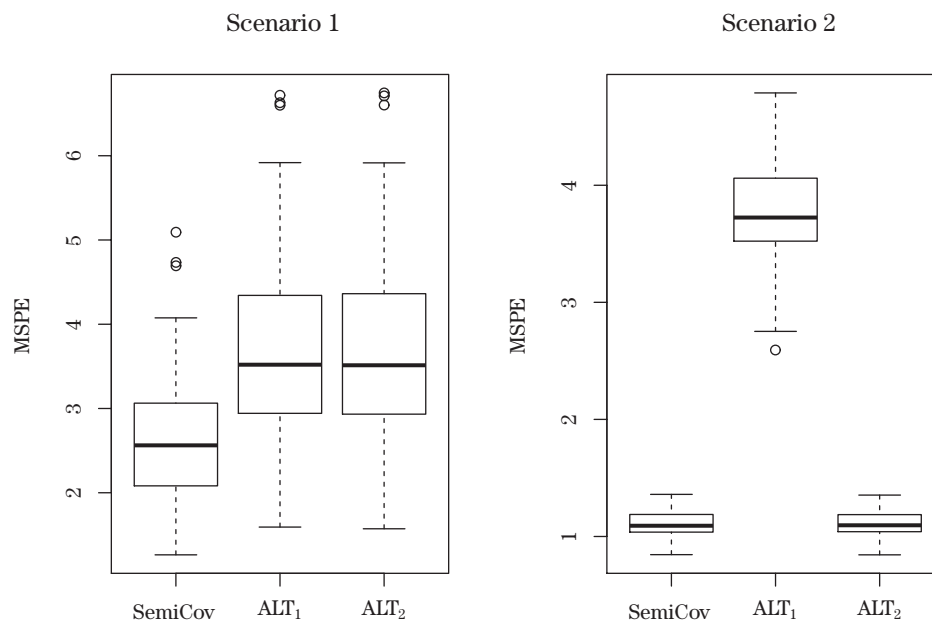 Scenario 1
MSPE
6
5
4
3
2
SemiCov ALT₁ ALT₂
Scenario 2
MSPE
4
3
2
1
SemiCov ALT₁ ALT₂